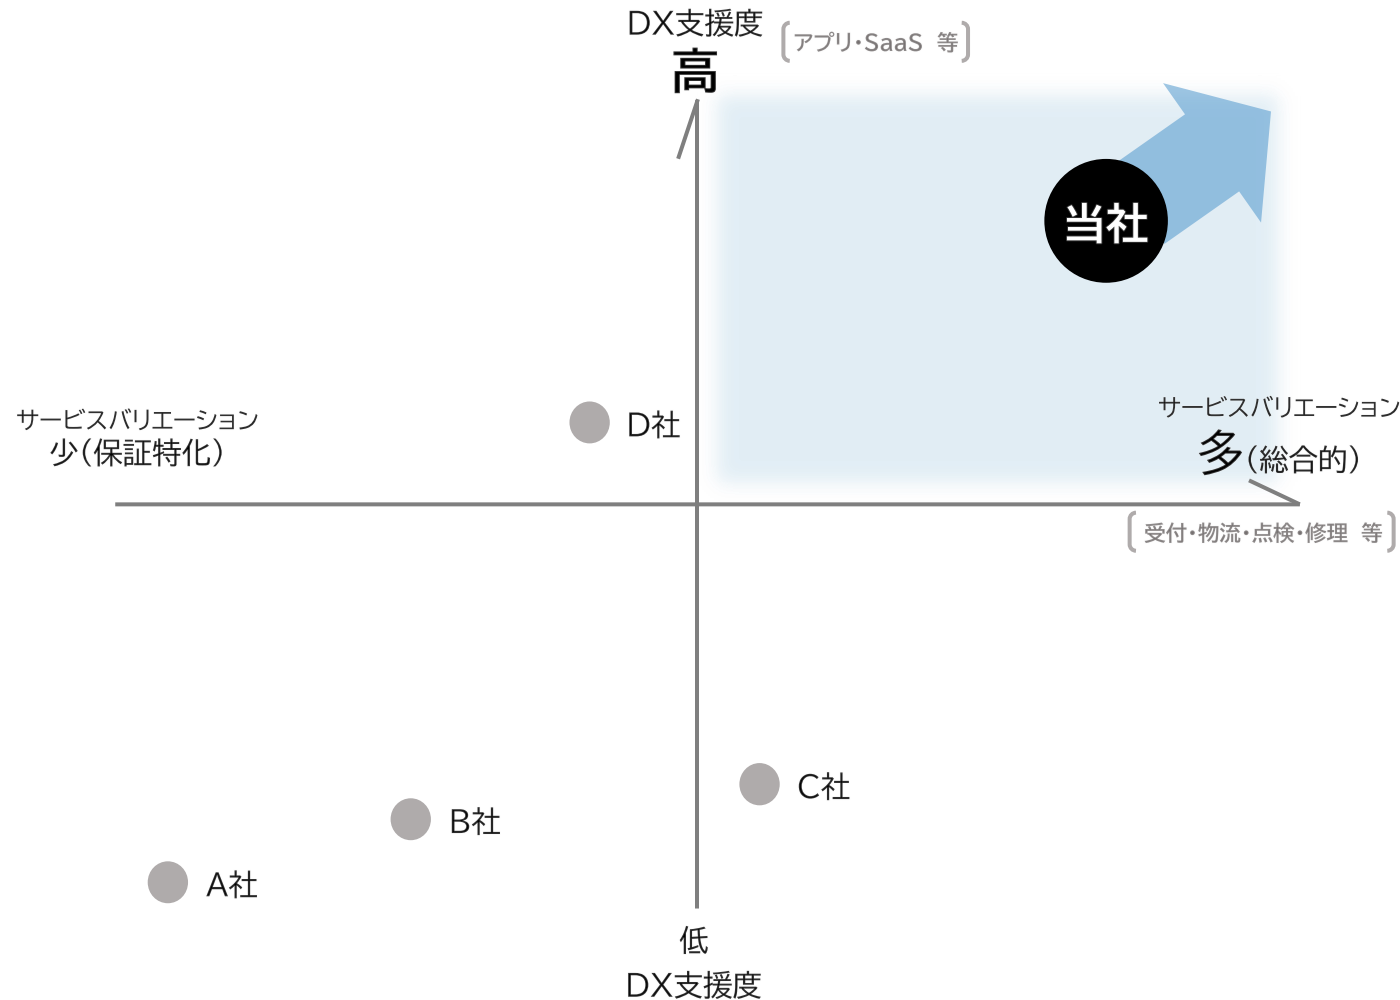 DX支援度
高
アプリ・SaaS 等
当社
サービスバリエーション
少(保証特化)
D社
サービスバリエーション
多(総合的)
受付・物流・点検・修理 等
C社
B社
A社
低
DX支援度